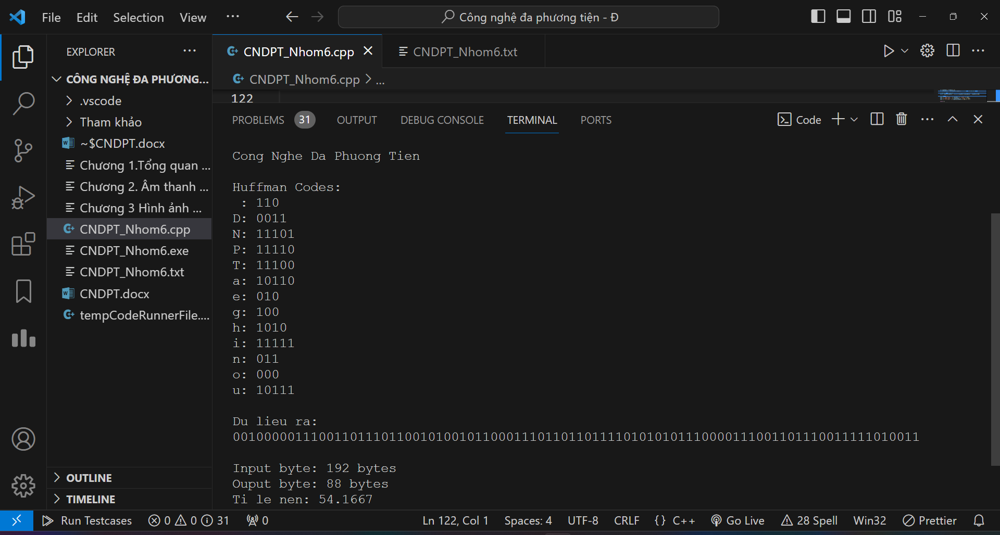 File Edit Selection View ···
Công nghệ đa phương tiện - Đ
EXPLORER
CÔNG NGHỆ ĐA PHƯƠNG...
.vscode
Tham khảo
~$CNDPT.docx
Chương 1.Tổng quan ...
Chương 2. Âm thanh ...
Chương 3 Hình ảnh ...
CNDPT_Nhom6.cpp
CNDPT_Nhom6.exe
CNDPT_Nhom6.txt
CNDPT.docx
tempCodeRunnerFile....
OUTLINE
TIMELINE
CNDPT_Nhom6.cpp
CNDPT_Nhom6.txt
CNDPT_Nhom6.cpp > ...
122
PROBLEMS 31 OUTPUT DEBUG CONSOLE TERMINAL PORTS
Code
Cong Nghe Da Phuong Tien
Huffman Codes:
 : 110
D: 0011
N: 11101
P: 11110
T: 11100
a: 10110
e: 010
g: 100
h: 1010
i: 11111
n: 011
o: 000
u: 10111
Du lieu ra:
0010000011100110111011001010010110001110110110111101010101110000111001101110011111010011
Input byte: 192 bytes
Ouput byte: 88 bytes
Ti le nen: 54.1667
Run Testcases 0 0 31 0
Ln 122, Col 1 Spaces: 4 UTF-8 CRLF {} C++ Go Live 28 Spell Win32 Prettier